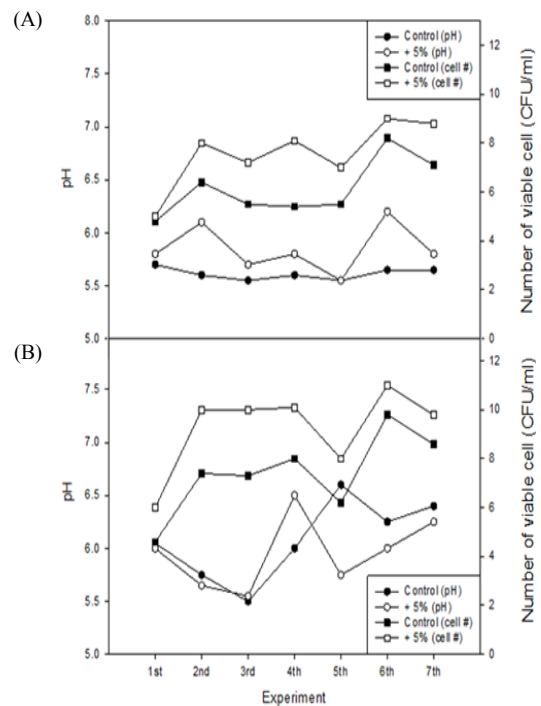 (A)
8.0
7.5
7.0
6.5
6.0
5.5
5.0
pH
Control (pH)
+ 5% (pH)
Control (cell #)
+ 5% (cell #)
12
10
8
6
4
2
0
Number of viable cell (CFU/ml)
(B)
7.5
7.0
6.5
6.0
5.5
5.0
pH
Control (pH)
+ 5% (pH)
Control (cell #)
+ 5% (cell #)
12
10
8
6
4
2
0
Number of viable cell (CFU/ml)
1st 2nd 3rd 4th 5th 6th 7th
Experiment